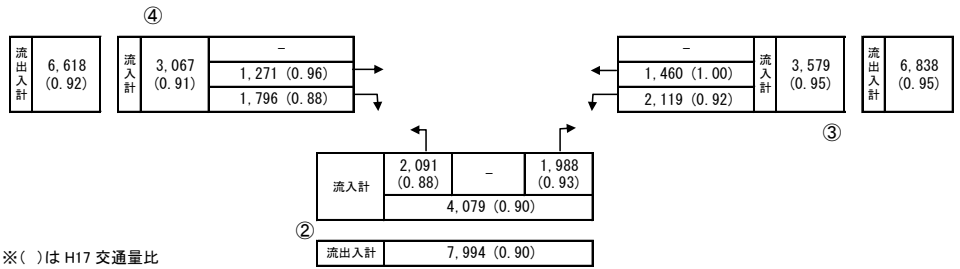 ④
流出入計 6,618 (0.92)
流入計 3,067 (0.91)
－
1,271 (0.96)
1,796 (0.88)
－
1,460 (1.00)
2,119 (0.92)
流入計 3,579 (0.95)
流出入計 6,838 (0.95)
③
流入計
2,091 (0.88)
－
1,988 (0.93)
4,079 (0.90)
②
流出入計 7,994 (0.90)
※( )は H17 交通量比